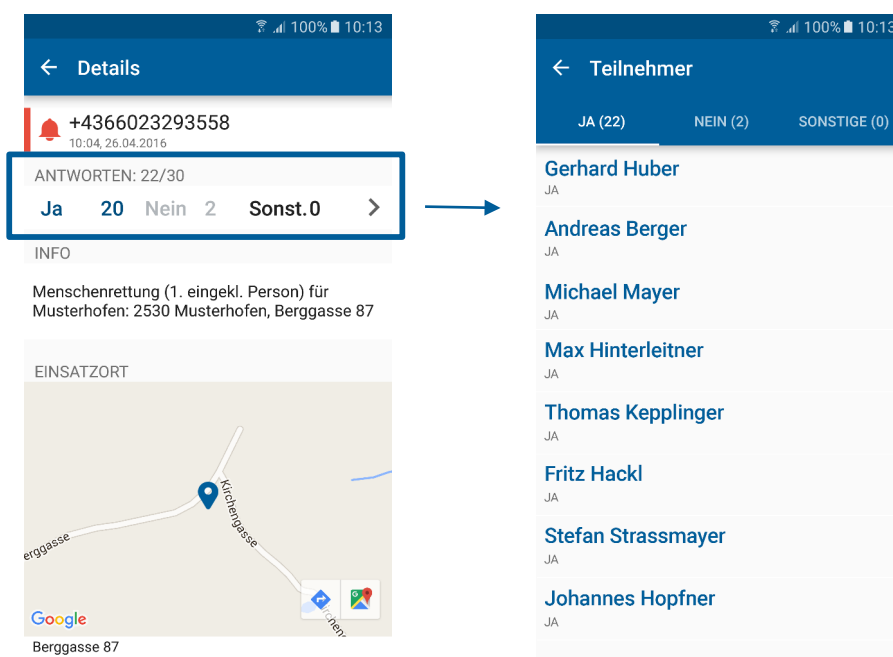 100% 10:13
Details
+4366023293558
10:04, 26.04.2016
ANTWORTEN: 22/30
Ja 20 Nein 2 Sonst.0
INFO
Menschenrettung (1. eingekl. Person) für
Musterhofen: 2530 Musterhofen, Berggasse 87
EINSATZORT
Kirchengasse
erggasse
Google
irchen
Berggasse 87
100% 10:13
Teilnehmer
JA (22) NEIN (2) SONSTIGE (0)
Gerhard Huber
JA
Andreas Berger
JA
Michael Mayer
JA
Max Hinterleitner
JA
Thomas Kepplinger
JA
Fritz Hackl
JA
Stefan Strassmayer
JA
Johannes Hopfner
JA